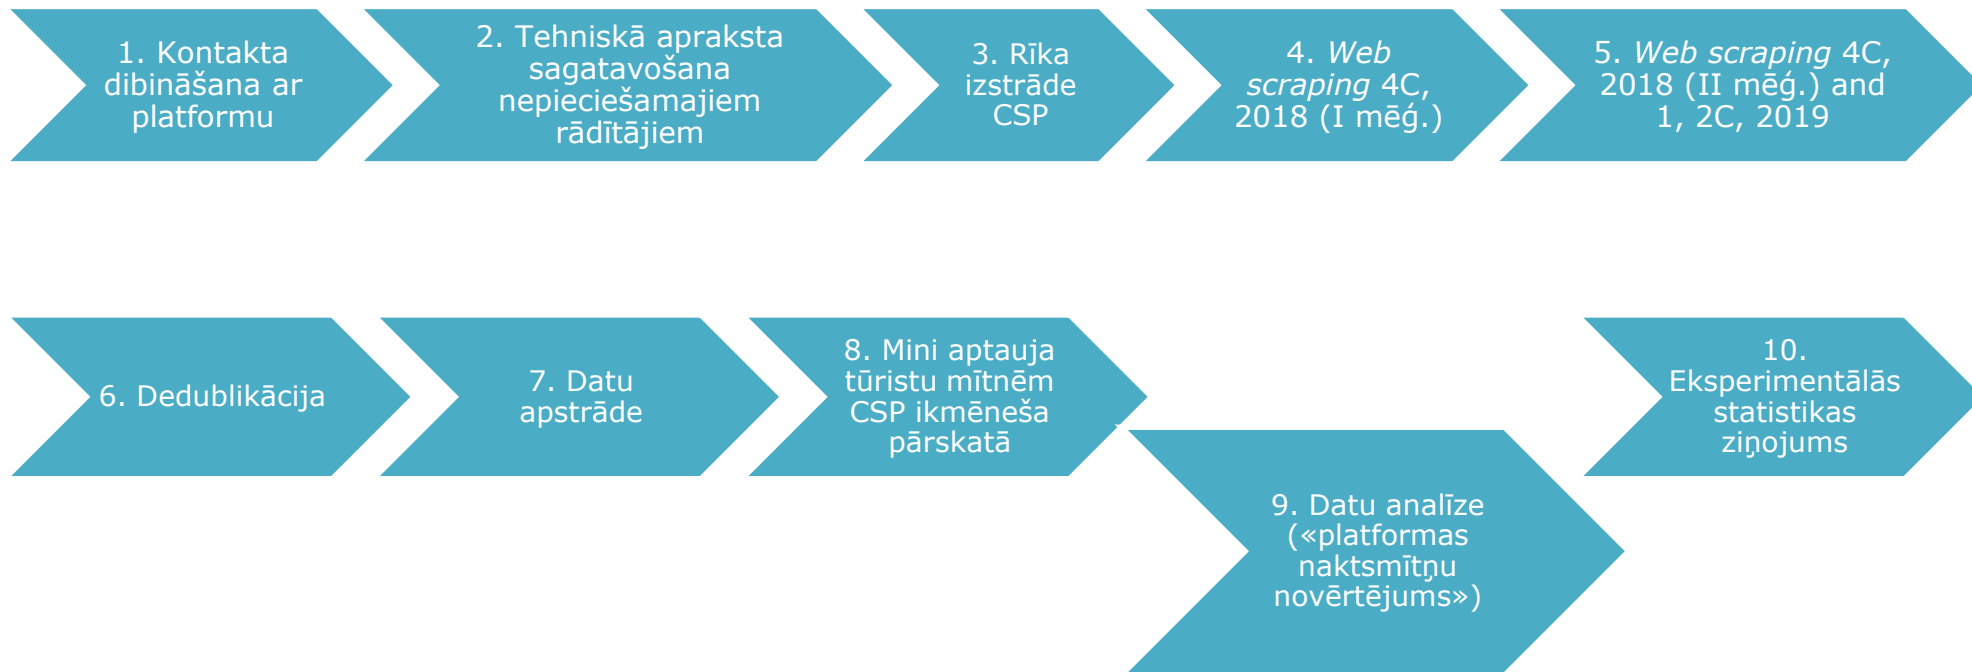 1. Kontakta
dibināšana ar
platformu
2. Tehniskā apraksta
sagatavošana
nepieciešamajiem
rādītājiem
3. Rīka
izstrāde
CSP
4. Web
scraping 4C,
2018 (I mēģ.)
5. Web scraping 4C,
2018 (II mēģ.) and
1, 2C, 2019
6. Dedublikācija
7. Datu
apstrāde
8. Mini aptauja
tūristu mītnēm
CSP ikmēneša
pārskatā
9. Datu analīze
(«platformas
naktsmītņu
novērtējums»)
10.
Eksperimentālās
statistikas
ziņojums